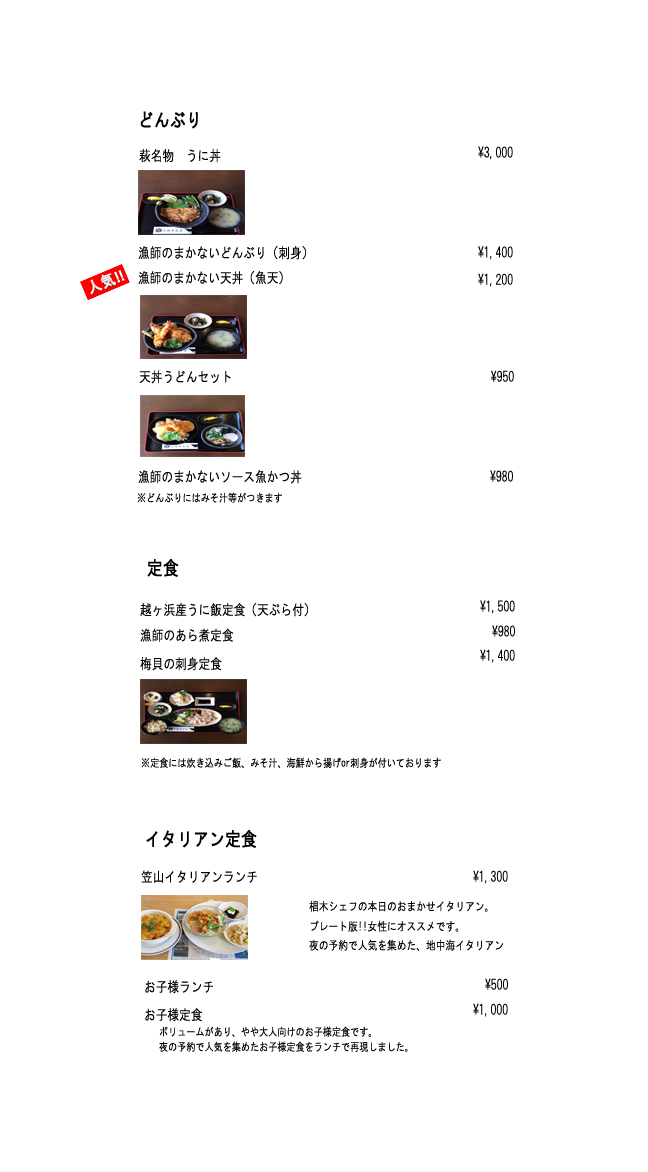 どんぶり
萩名物　うに丼 ¥3,000
漁師のまかないどんぶり（刺身） ¥1,400
人気!! 漁師のまかない天丼（魚天） ¥1,200
天丼うどんセット ¥950
漁師のまかないソース魚かつ丼 ¥980
※どんぶりにはみそ汁等がつきます
定食
越ヶ浜産うに飯定食（天ぷら付） ¥1,500
漁師のあら煮定食 ¥980
梅貝の刺身定食 ¥1,400
※定食には炊き込みご飯、みそ汁、海鮮から揚げor刺身が付いております
イタリアン定食
笠山イタリアンランチ ¥1,300
椙木シェフの本日のおまかせイタリアン。
プレート版!!女性にオススメです。
夜の予約で人気を集めた、地中海イタリアン
お子様ランチ ¥500
お子様定食 ¥1,000
ボリュームがあり、やや大人向けのお子様定食です。
夜の予約で人気を集めたお子様定食をランチで再現しました。